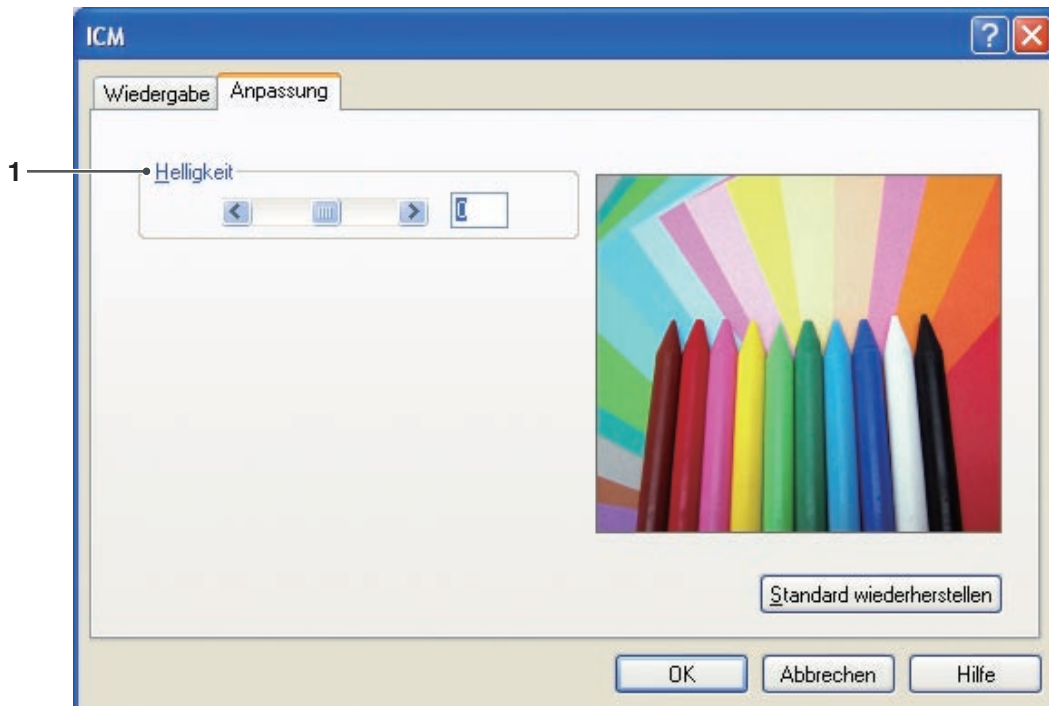 ICM
Wiedergabe Anpassung
1
Helligkeit
0
Standard wiederherstellen
OK Abbrechen Hilfe